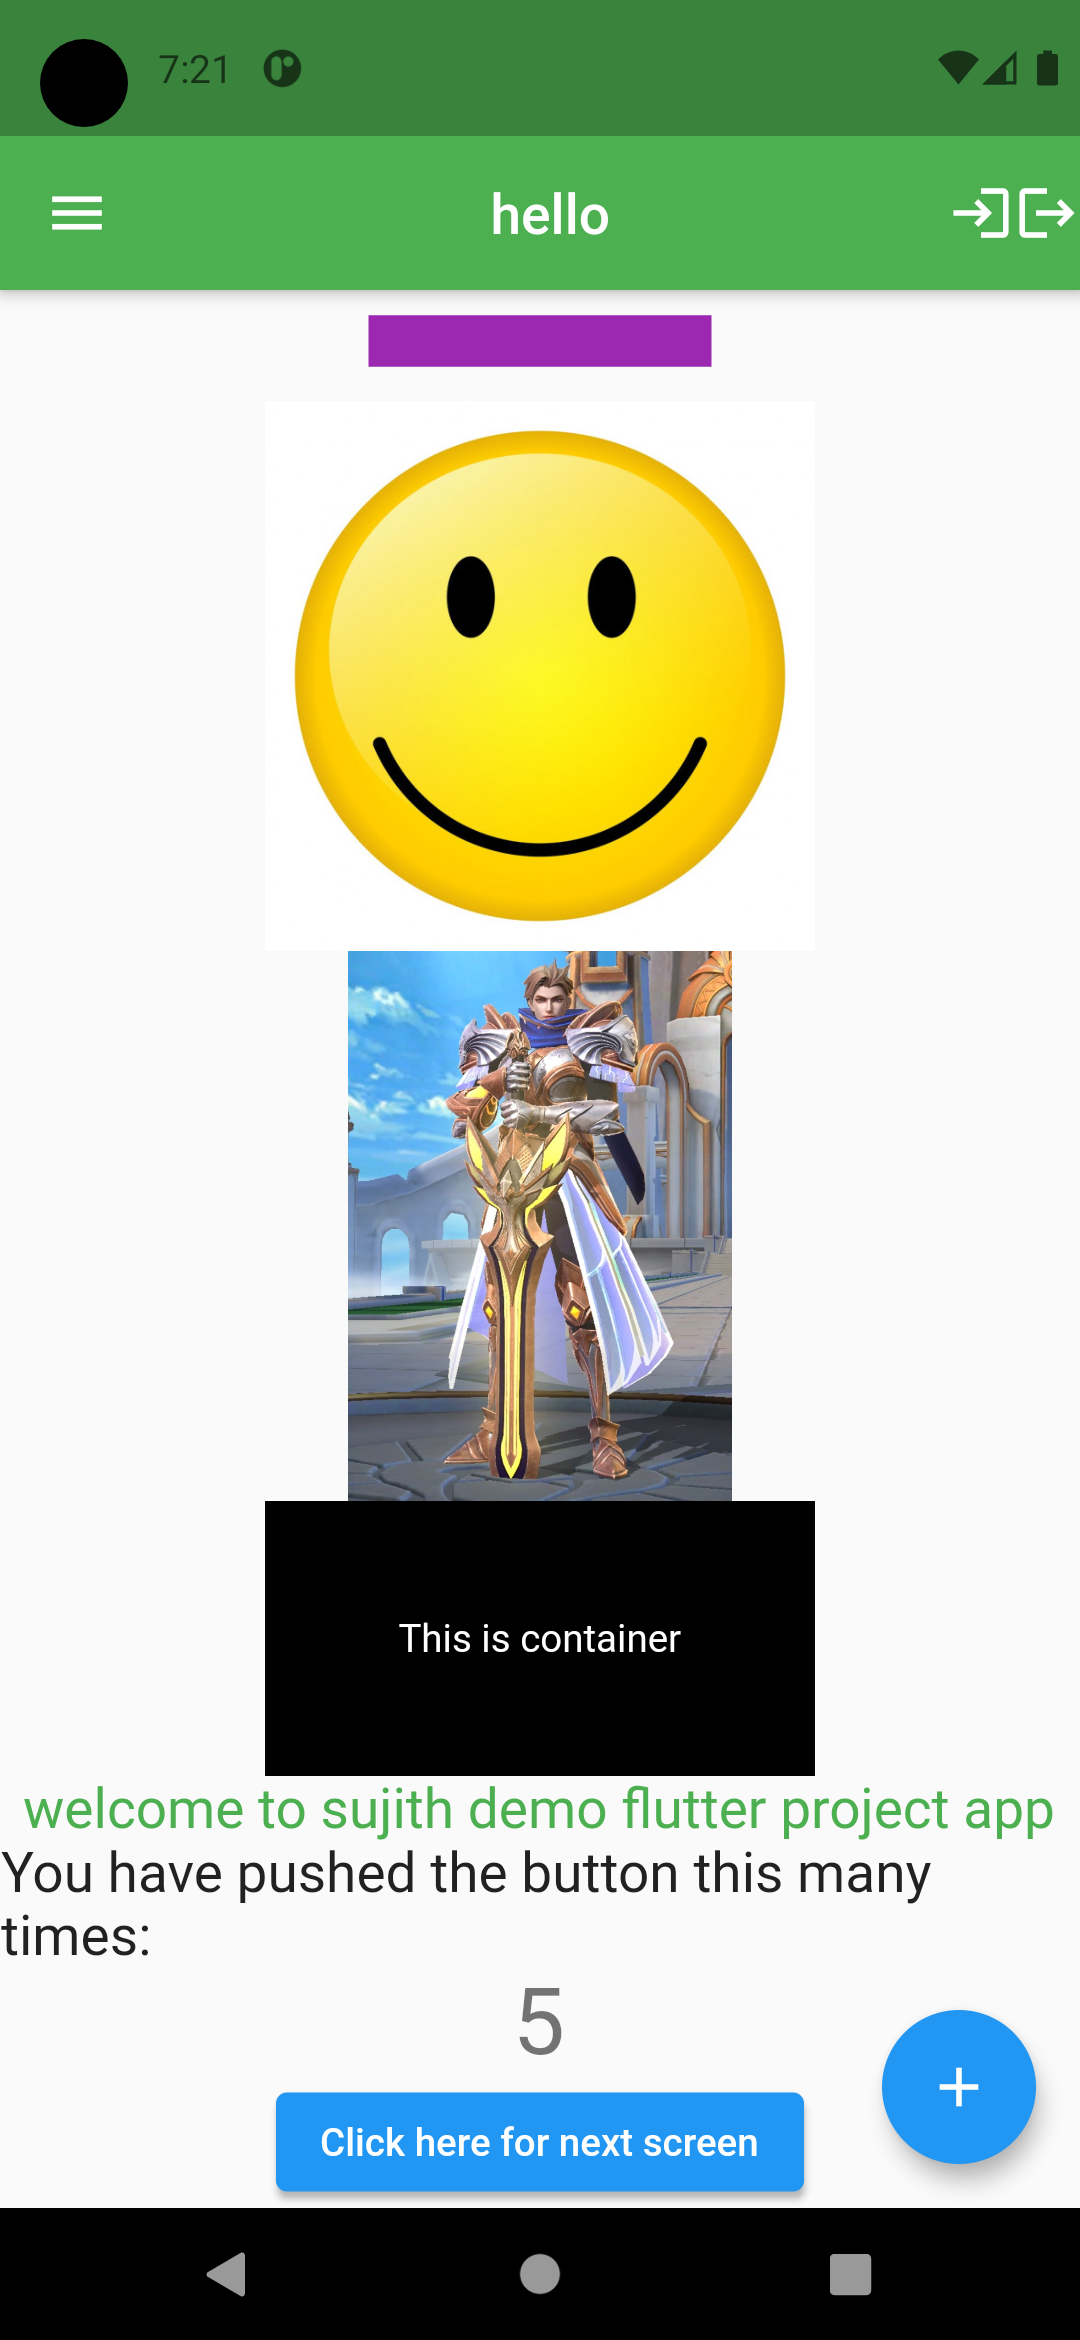 7:21
hello
This is container
welcome to sujith demo flutter project app
You have pushed the button this many
times:
5
Click here for next screen